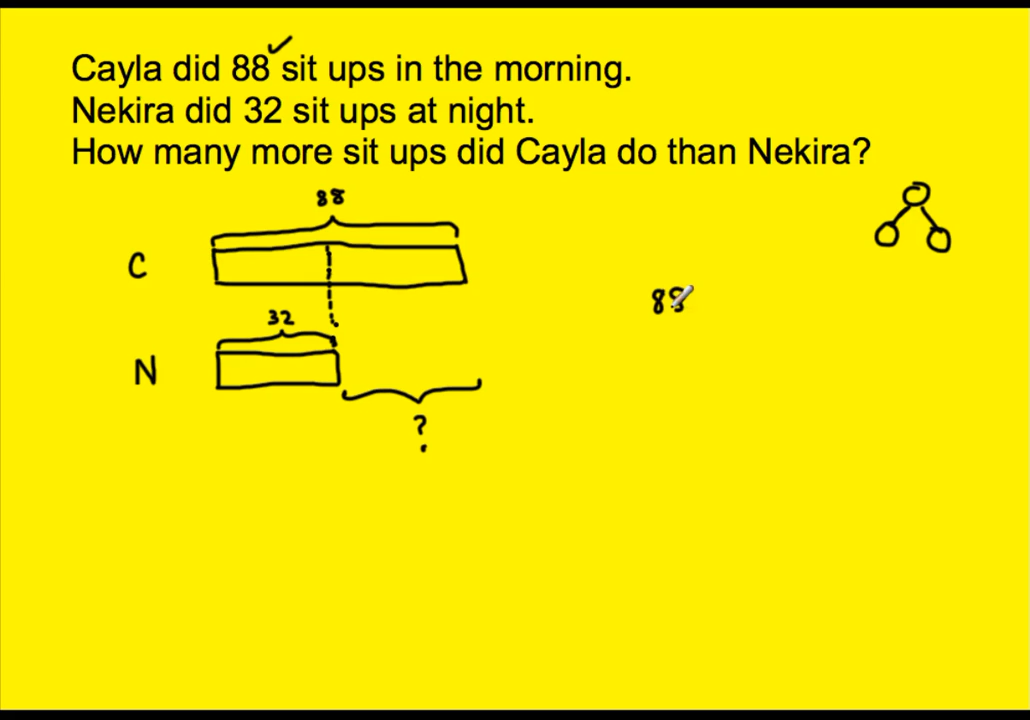 Cayla did 88 sit ups in the morning.
Nekira did 32 sit ups at night.
How many more sit ups did Cayla do than Nekira?
88
C
88
32
N
?